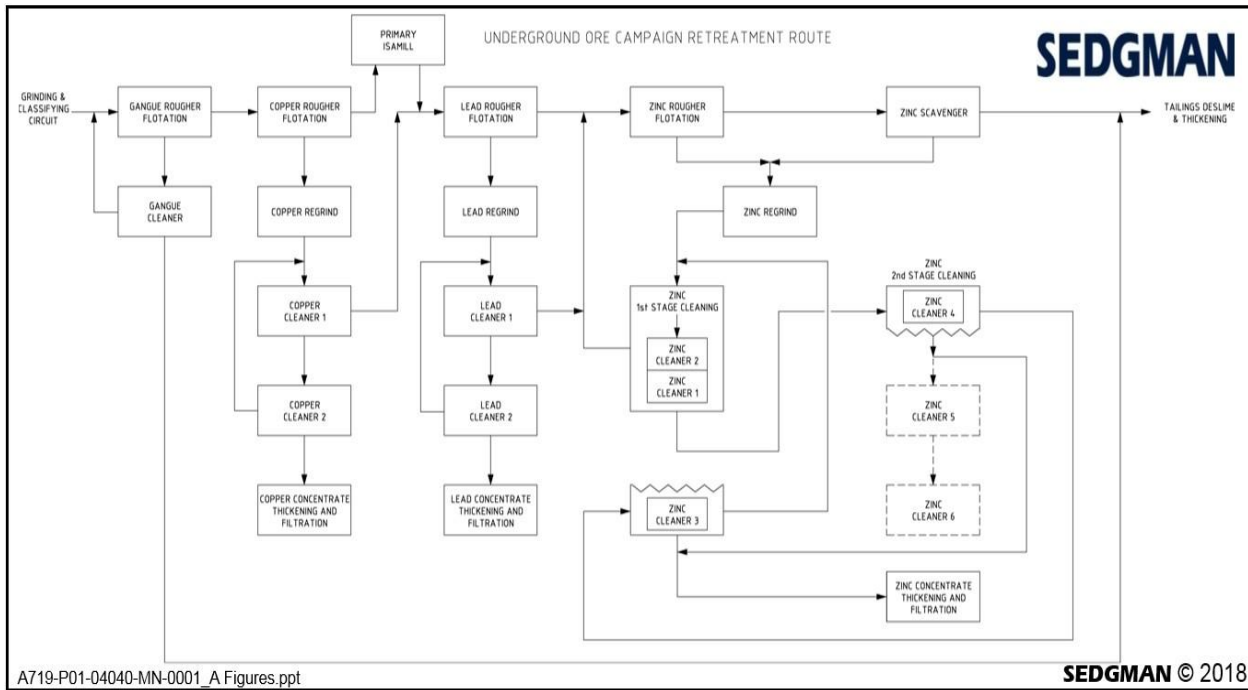 UNDERGROUND ORE CAMPAIGN RETREATMENT ROUTE
SEDGMAN
PRIMARY
ISAMILL
GRINDING &
CLASSIFYING
CIRCUIT
GANGUE ROUGHER
FLOTATION
COPPER ROUGHER
FLOTATION
LEAD ROUGHER
FLOTATION
ZINC ROUGHER
FLOTATION
ZINC SCAVENGER
TAILINGS DESLIME
& THICKENING
GANGUE
CLEANER
COPPER REGRIND
LEAD REGRIND
ZINC REGRIND
COPPER
CLEANER 1
LEAD
CLEANER 1
ZINC
1st STAGE CLEANING
ZINC
CLEANER 2
ZINC
CLEANER 1
ZINC
2nd STAGE CLEANING
ZINC
CLEANER 4
COPPER
CLEANER 2
LEAD
CLEANER 2
ZINC
CLEANER 5
COPPER CONCENTRATE
THICKENING AND
FILTRATION
LEAD CONCENTRATE
THICKENING AND
FILTRATION
ZINC
CLEANER 3
ZINC
CLEANER 6
ZINC CONCENTRATE
THICKENING AND
FILTRATION
A719-P01-04040-MN-0001_A Figures.ppt
SEDGMAN © 2018